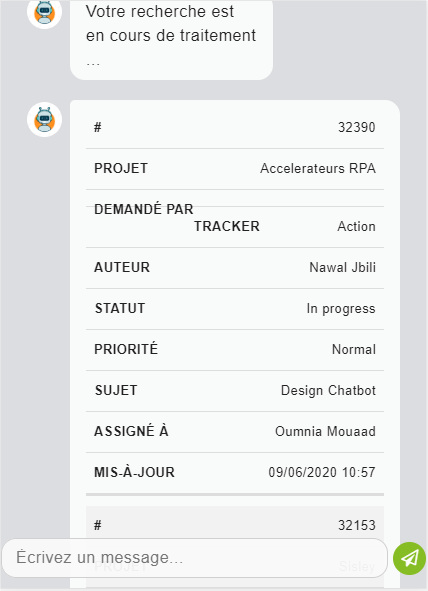 Votre recherche est
en cours de traitement
...
# 32390
PROJET Accelerateurs RPA
DEMANDÉ PAR
TRACKER Action
AUTEUR Nawal Jbili
STATUT In progress
PRIORITÉ Normal
SUJET Design Chatbot
ASSIGNÉ À Oumnia Mouaad
MIS-À-JOUR 09/06/2020 10:57
# 32153
Écrivez un message...
PROJET